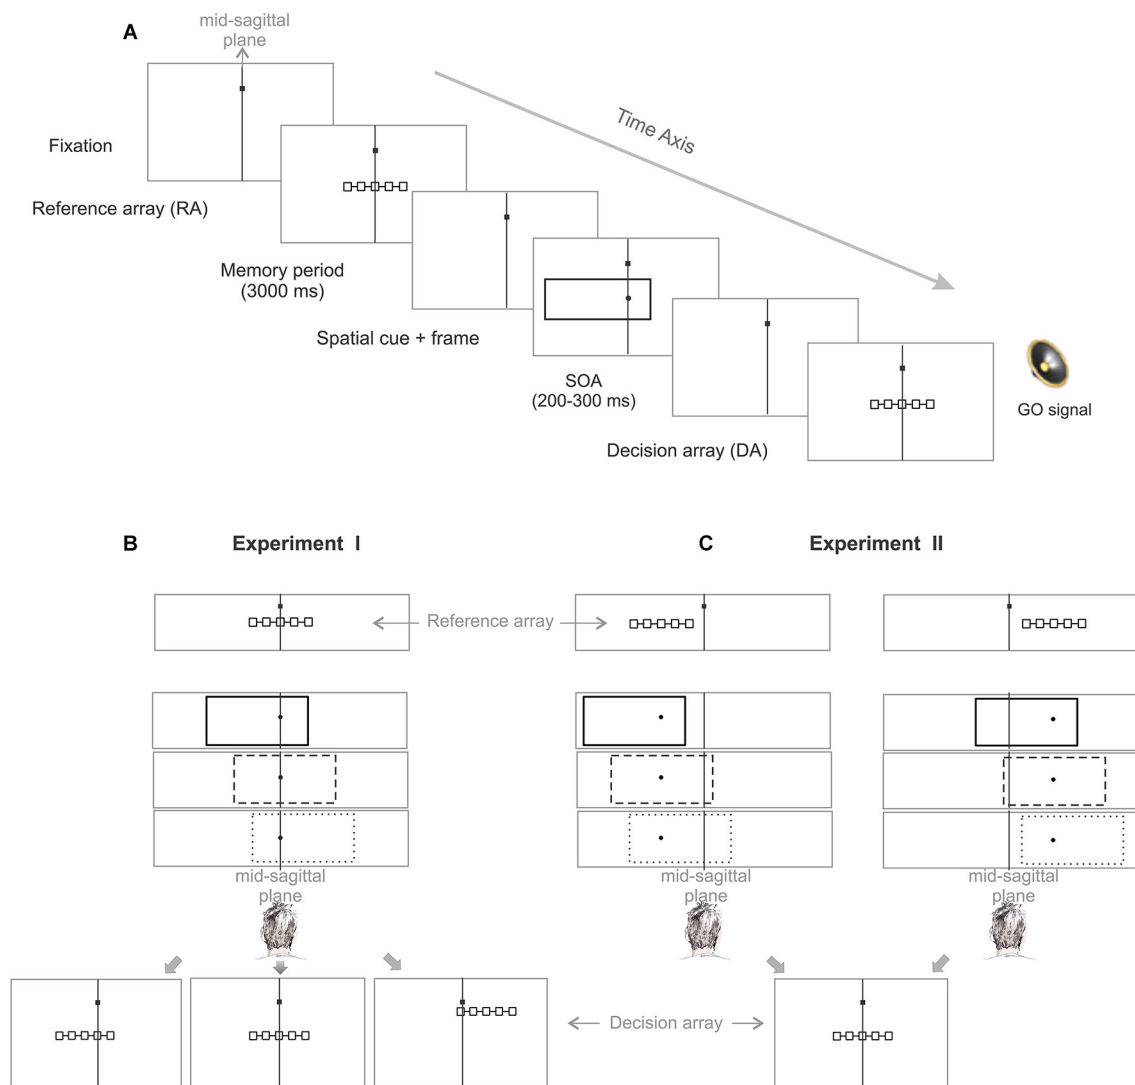 A
mid-sagittal
plane
Time Axis
Fixation
Reference array (RA)
Memory period
(3000 ms)
Spatial cue + frame
SOA
(200-300 ms)
GO signal
Decision array (DA)
B
Experiment I
C
Experiment II
Reference array
mid-sagittal
plane
mid-sagittal
plane
mid-sagittal
plane
Decision array